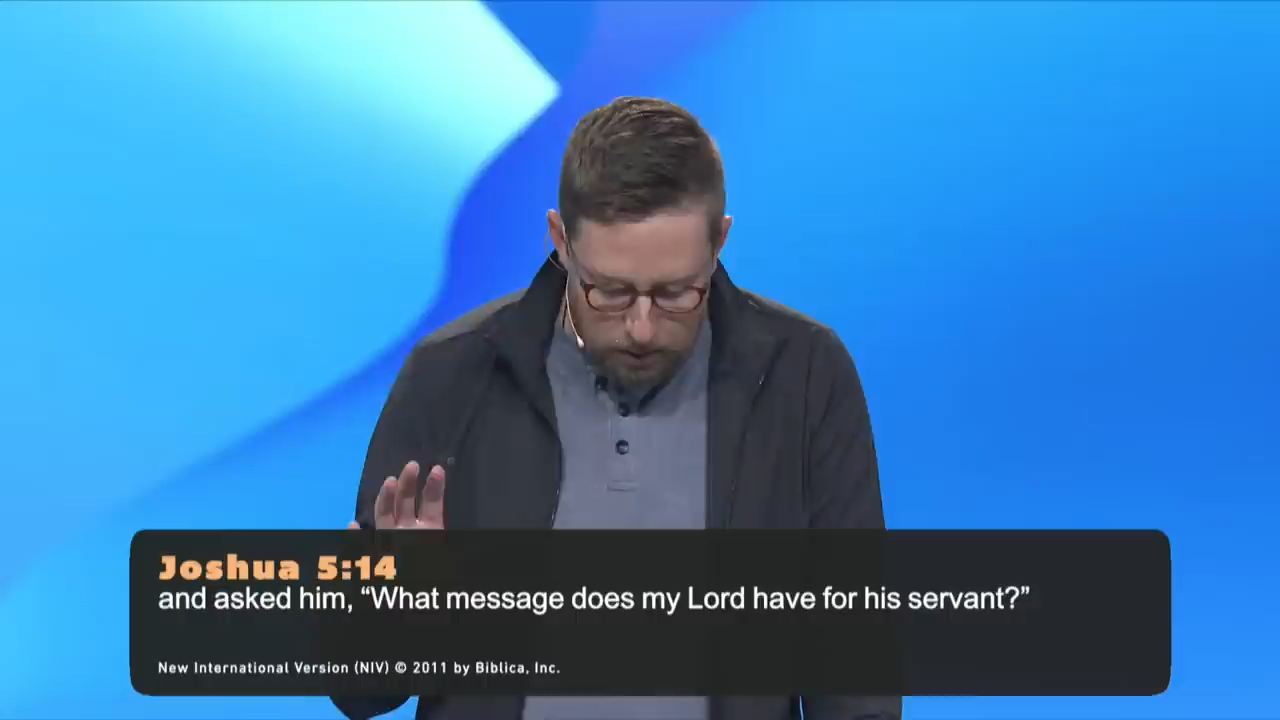 Joshua 5:14
and asked him, “What message does my Lord have for his servant?”
New International Version (NIV) © 2011 by Biblica, Inc.